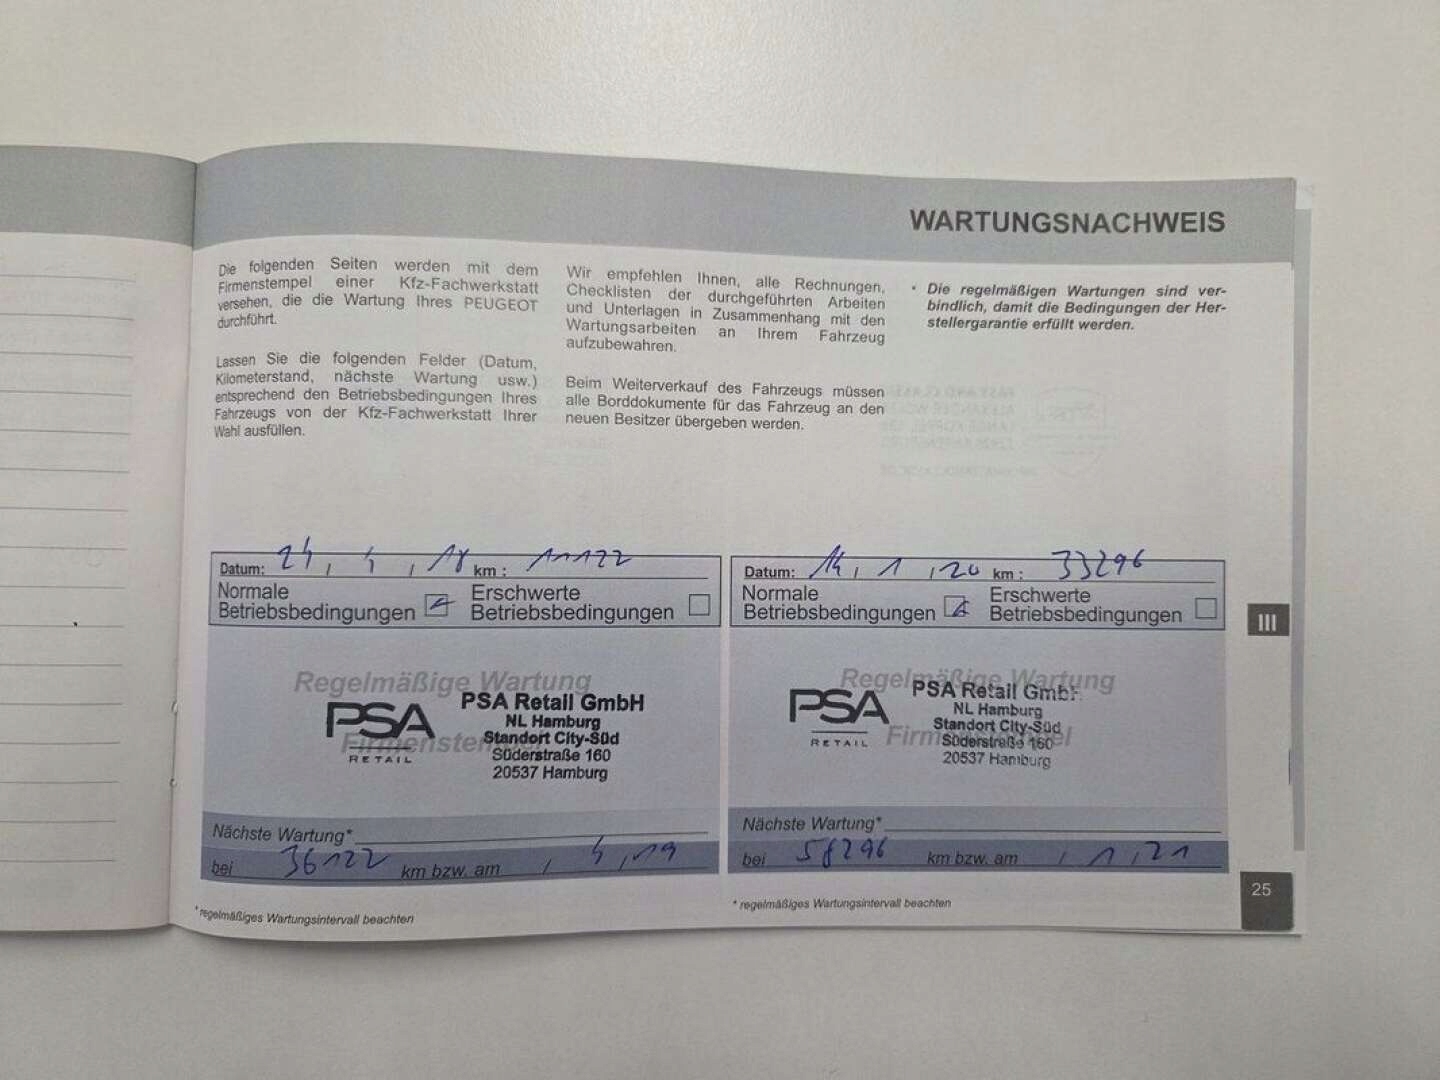 WARTUNGSNACHWEIS
Die folgenden Seiten werden mit dem
Firmenstempel einer Kfz-Fachwerkstatt
versehen, die die Wartung Ihres PEUGEOT
durchführt.
Lassen Sie die folgenden Felder (Datum,
Kilometerstand, nächste Wartung usw.)
entsprechend den Betriebsbedingungen Ihres
Fahrzeugs von der Kfz-Fachwerkstatt Ihrer
Wahl ausfüllen.
Wir empfehlen Ihnen, alle Rechnungen,
Checklisten der durchgeführten Arbeiten
und Unterlagen in Zusammenhang mit den
Wartungsarbeiten an Ihrem Fahrzeug
aufzubewahren.
Beim Weiterverkauf des Fahrzeugs müssen
alle Borddokumente für das Fahrzeug an den
neuen Besitzer übergeben werden.
* Die regelmäßigen Wartungen sind ver-
bindlich, damit die Bedingungen der Her-
stellergarantie erfüllt werden.
Datum: 24, 4, 18 km : 11122
Normale
Betriebsbedingungen
Erschwerte
Betriebsbedingungen
Regelmäßige Wartung
Firmenstempel
PSA
RETAIL
PSA Retail GmbH
NL Hamburg
Standort City-Süd
Süderstraße 160
20537 Hamburg
Nächste Wartung*
bei 36122 km bzw. am , 4, 19
* regelmäßiges Wartungsintervall beachten
Datum: 14, 1, 20 km : 33296
Normale
Betriebsbedingungen
Erschwerte
Betriebsbedingungen
Regelmäßige Wartung
Firmenstempel
PSA
RETAIL
PSA Retail GmbH
NL Hamburg
Standort City-Süd
Süderstraße 160
20537 Hamburg
Nächste Wartung*
bei 58296 km bzw. am , 1, 21
* regelmäßiges Wartungsintervall beachten
III
25